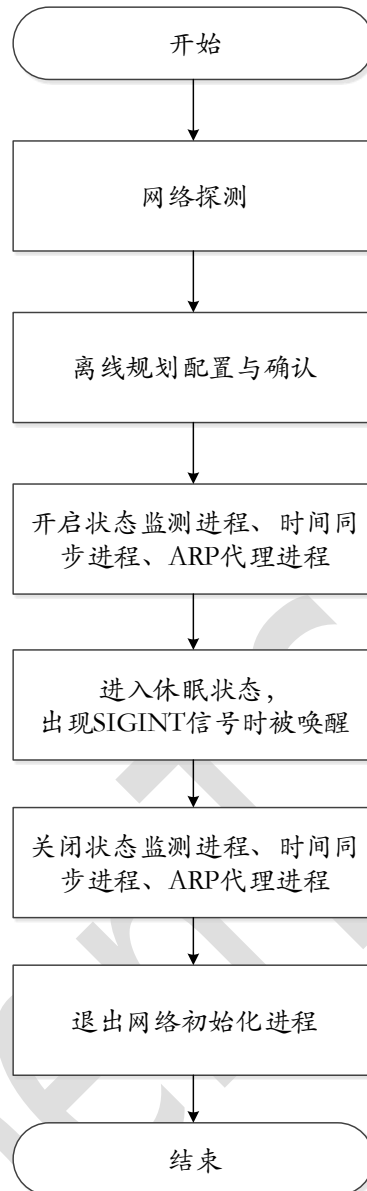 开始
网络探测
离线规划配置与确认
开启状态监测进程、时间同
步进程、ARP代理进程
进入休眠状态，
出现SIGINT信号时被唤醒
关闭状态监测进程、时间同
步进程、ARP代理进程
退出网络初始化进程
结束